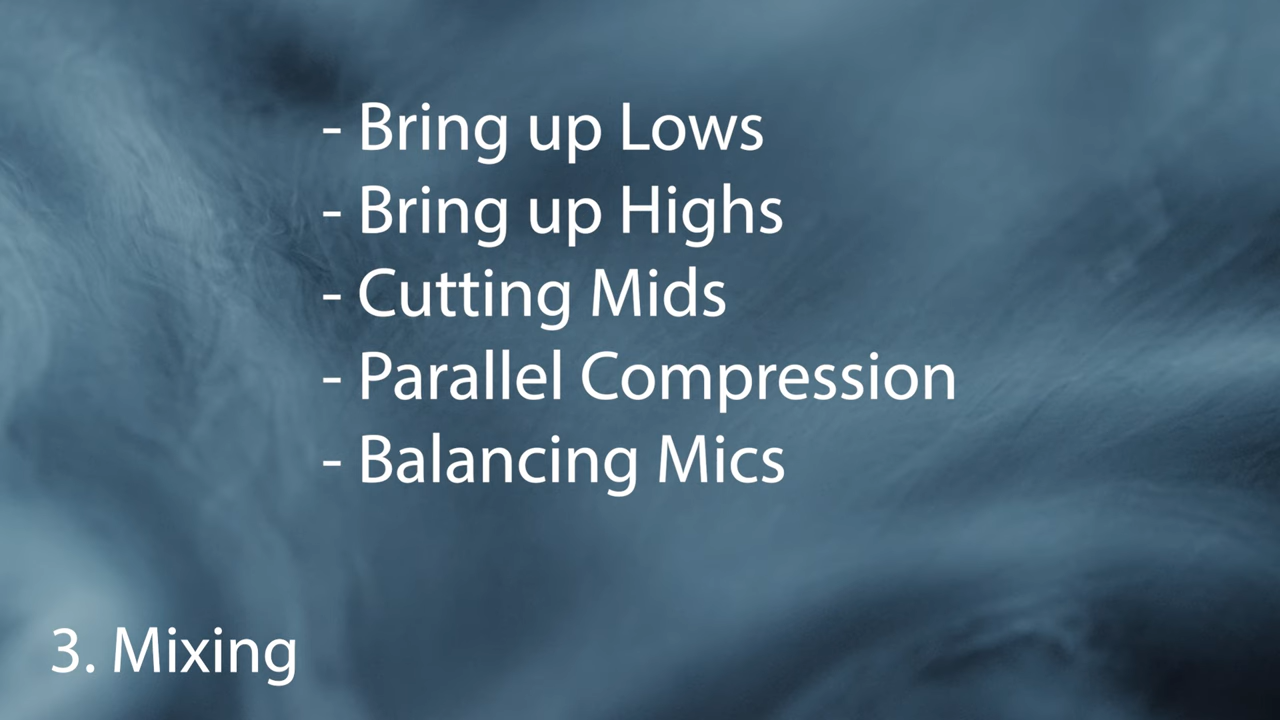 - Bring up Lows
- Bring up Highs
- Cutting Mids
- Parallel Compression
- Balancing Mics
3. Mixing